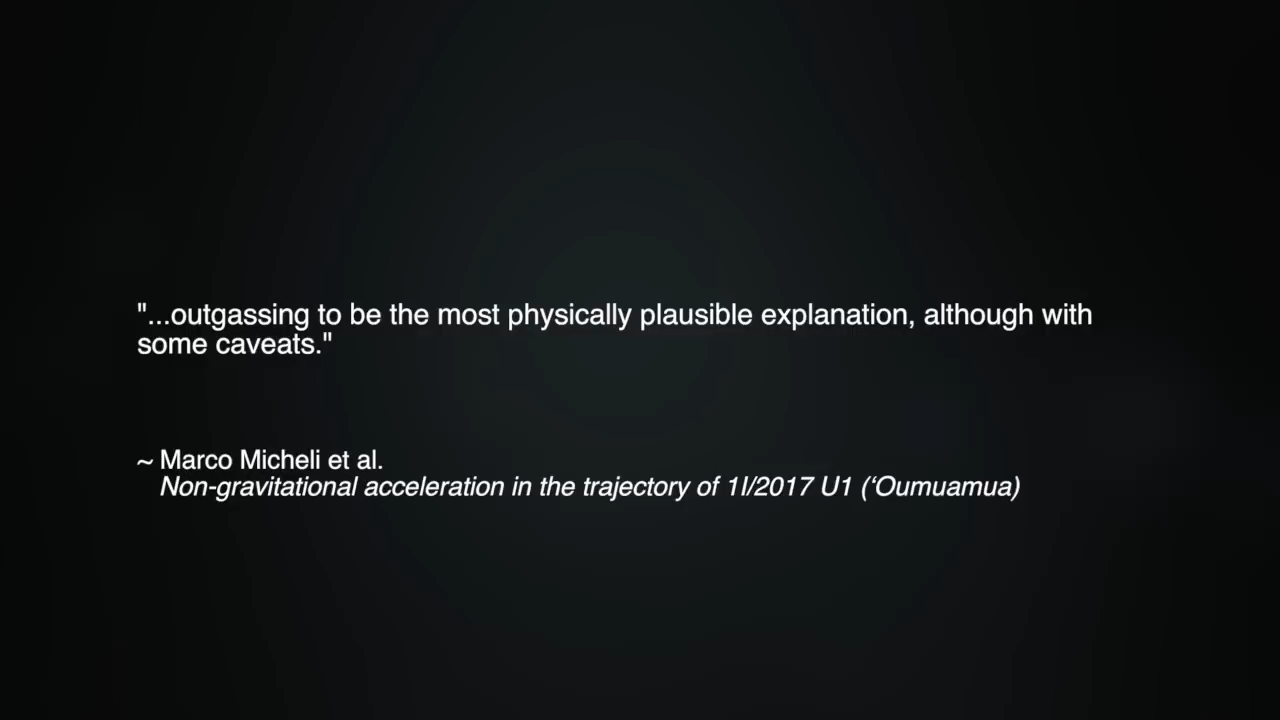 "...outgassing to be the most physically plausible explanation, although with
some caveats."
~ Marco Micheli et al.
Non-gravitational acceleration in the trajectory of 1I/2017 U1 (‘Oumuamua)